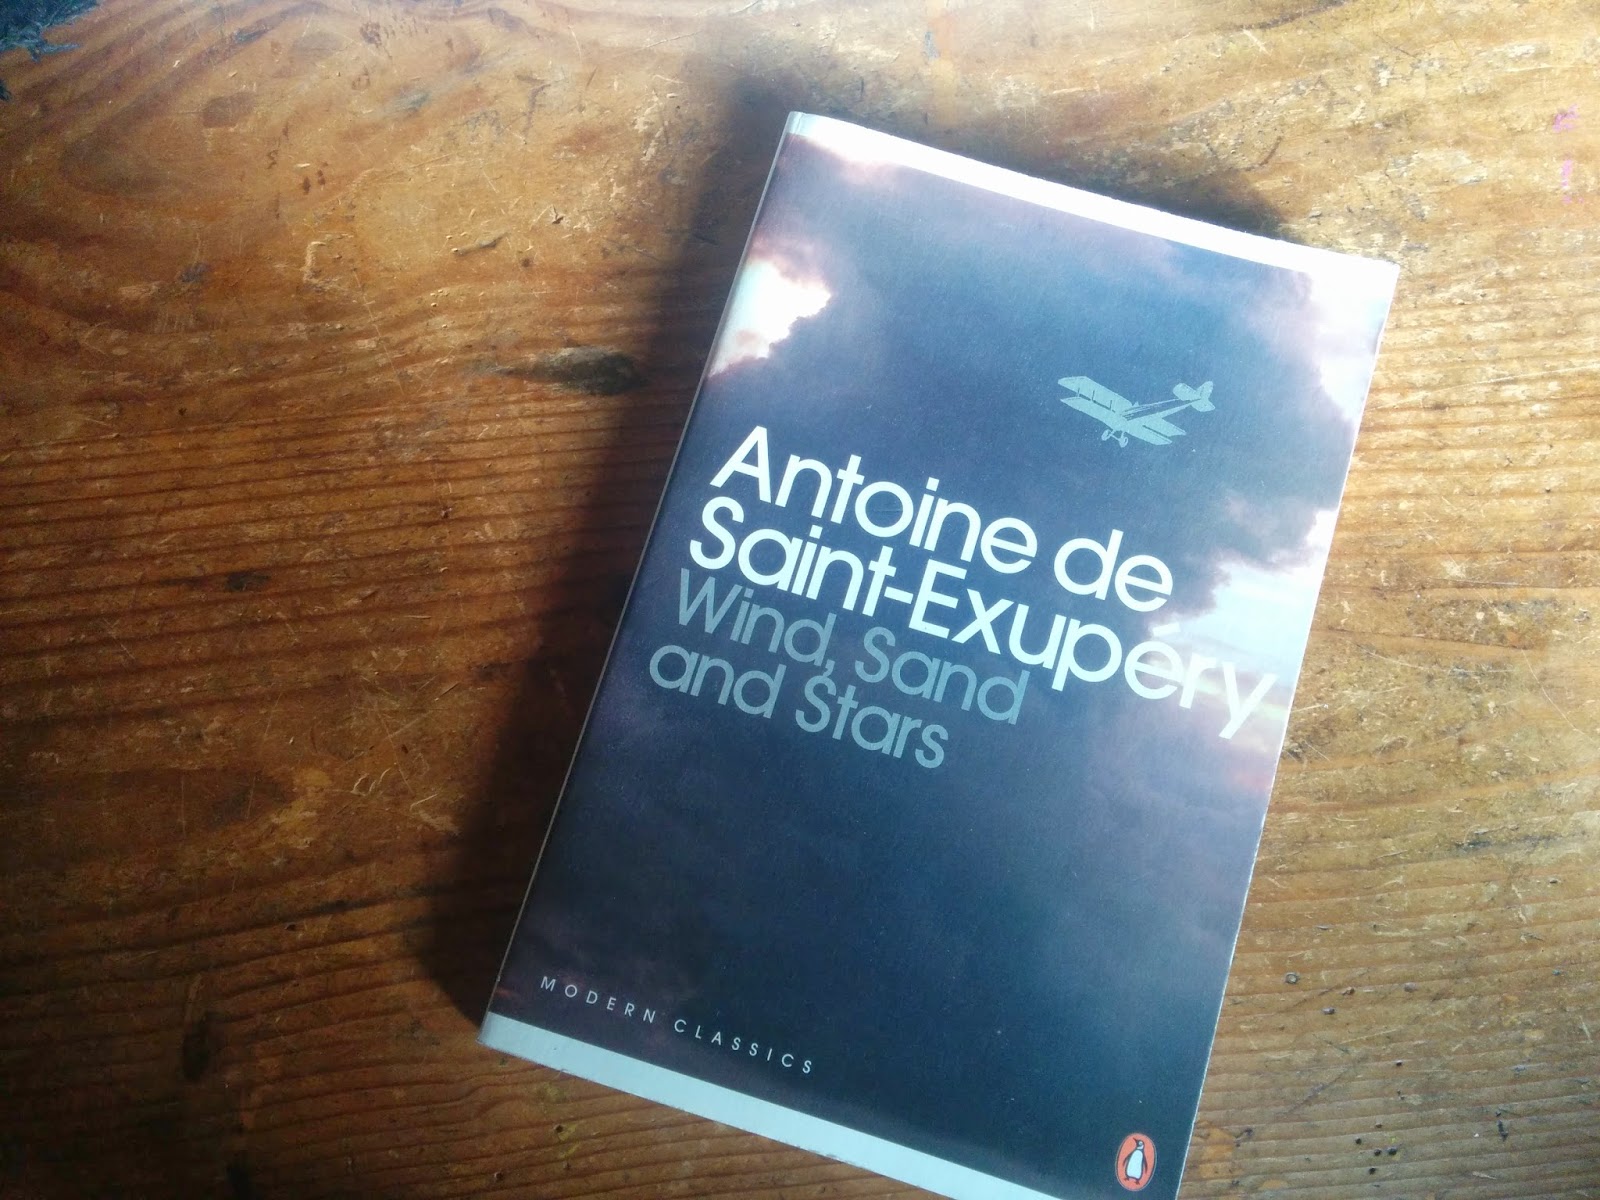 Antoine de
Saint-Exupéry
Wind, Sand
and Stars
MODERN CLASSICS